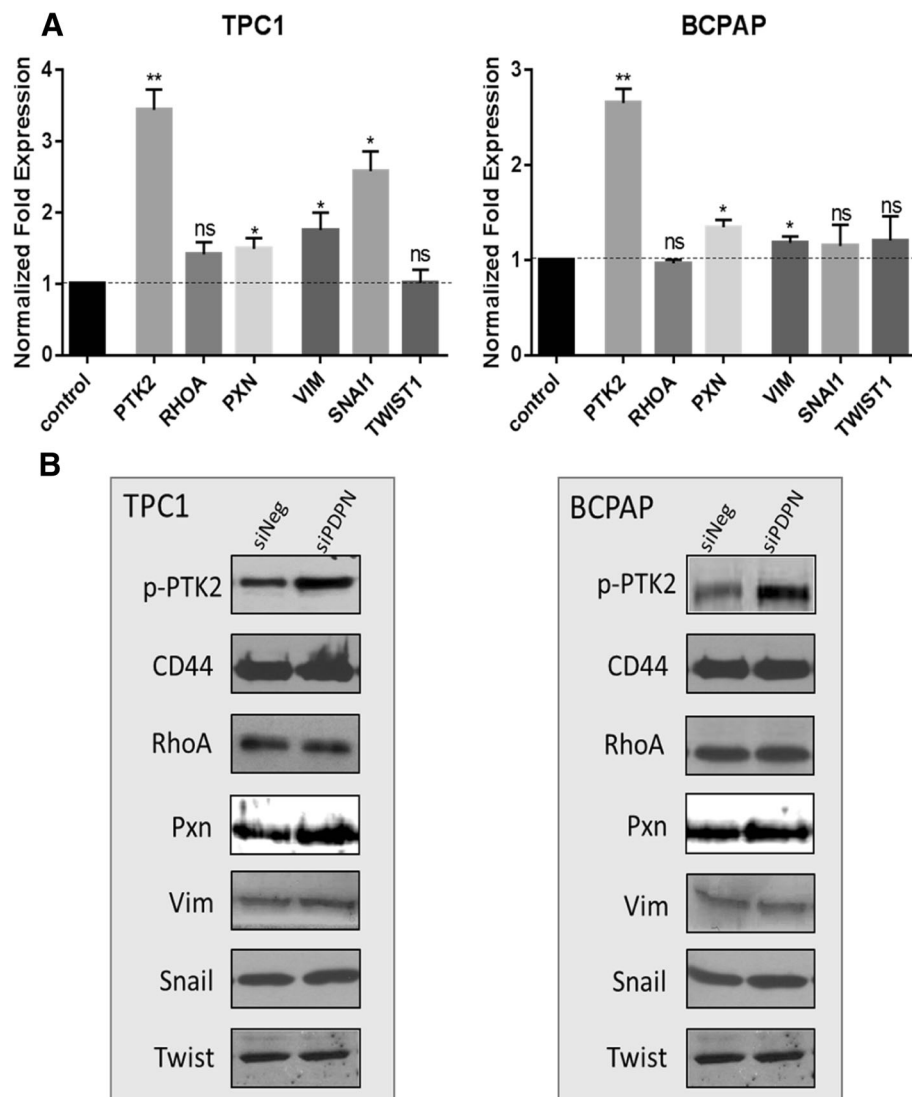 A
TPC1
BCPAP
Normalized Fold Expression
4
3
2
1
0
**
ns
*
*
*
ns
control
PTK2
RHOA
PXN
VIM
SNAI1
TWIST1
Normalized Fold Expression
3
2
1
0
**
ns
*
*
ns
ns
control
PTK2
RHOA
PXN
VIM
SNAI1
TWIST1
B
TPC1
siNeg
siPDPN
p-PTK2
CD44
RhoA
Pxn
Vim
Snail
Twist
BCPAP
siNeg
siPDPN
p-PTK2
CD44
RhoA
Pxn
Vim
Snail
Twist